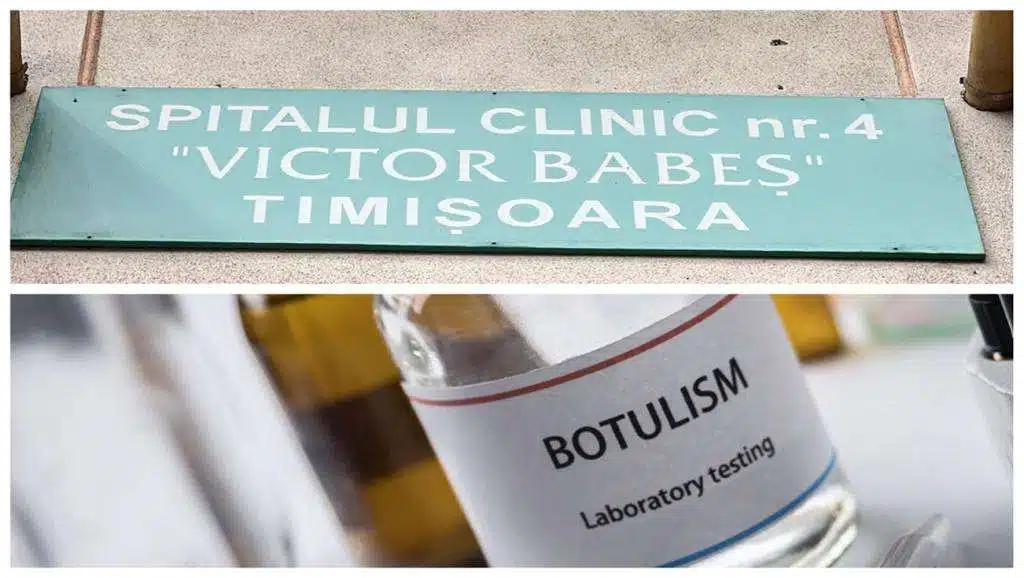 SPITALUL CLINIC nr. 4
"VICTOR BABEȘ"
TIMIȘOARA
BOTULISM
Laboratory testing